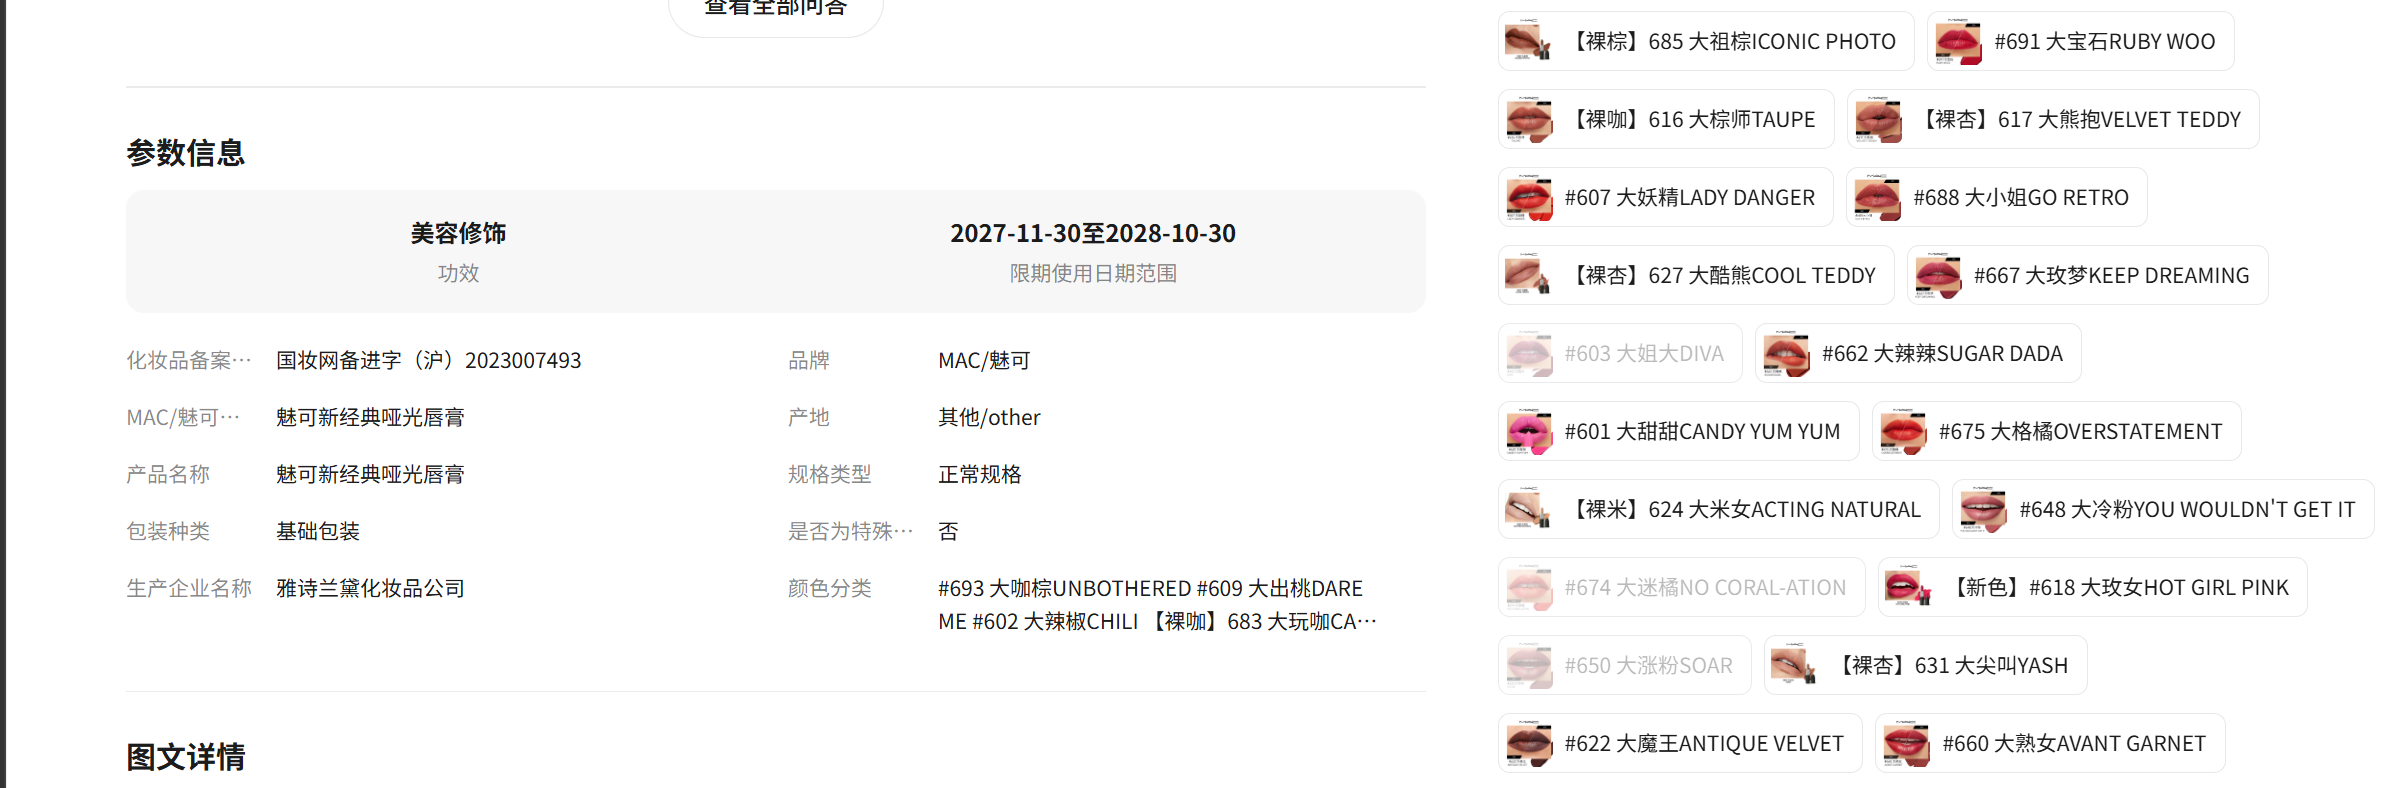 查看全部问答
参数信息
美容修饰
功效
2027-11-30至2028-10-30
限期使用日期范围
化妆品备案… 国妆网备进字（沪）2023007493
品牌 MAC/魅可
MAC/魅可… 魅可新经典哑光唇膏
产地 其他/other
产品名称 魅可新经典哑光唇膏
规格类型 正常规格
包装种类 基础包装
是否为特殊… 否
生产企业名称 雅诗兰黛化妆品公司
颜色分类 #693 大咖棕UNBOTHERED #609 大出桃DARE
ME #602 大辣椒CHILI 【裸咖】683 大玩咖CA…
图文详情
【裸棕】685 大祖棕ICONIC PHOTO
#691 大宝石RUBY WOO
【裸咖】616 大棕师TAUPE
【裸杏】617 大熊抱VELVET TEDDY
#607 大妖精LADY DANGER
#688 大小姐GO RETRO
【裸杏】627 大酷熊COOL TEDDY
#667 大玫梦KEEP DREAMING
#603 大姐大DIVA
#662 大辣辣SUGAR DADA
#601 大甜甜CANDY YUM YUM
#675 大格橘OVERSTATEMENT
【裸米】624 大米女ACTING NATURAL
#648 大冷粉YOU WOULDN'T GET IT
#674 大迷橘NO CORAL-ATION
【新色】#618 大玫女HOT GIRL PINK
#650 大涨粉SOAR
【裸杏】631 大尖叫YASH
#622 大魔王ANTIQUE VELVET
#660 大熟女AVANT GARNET